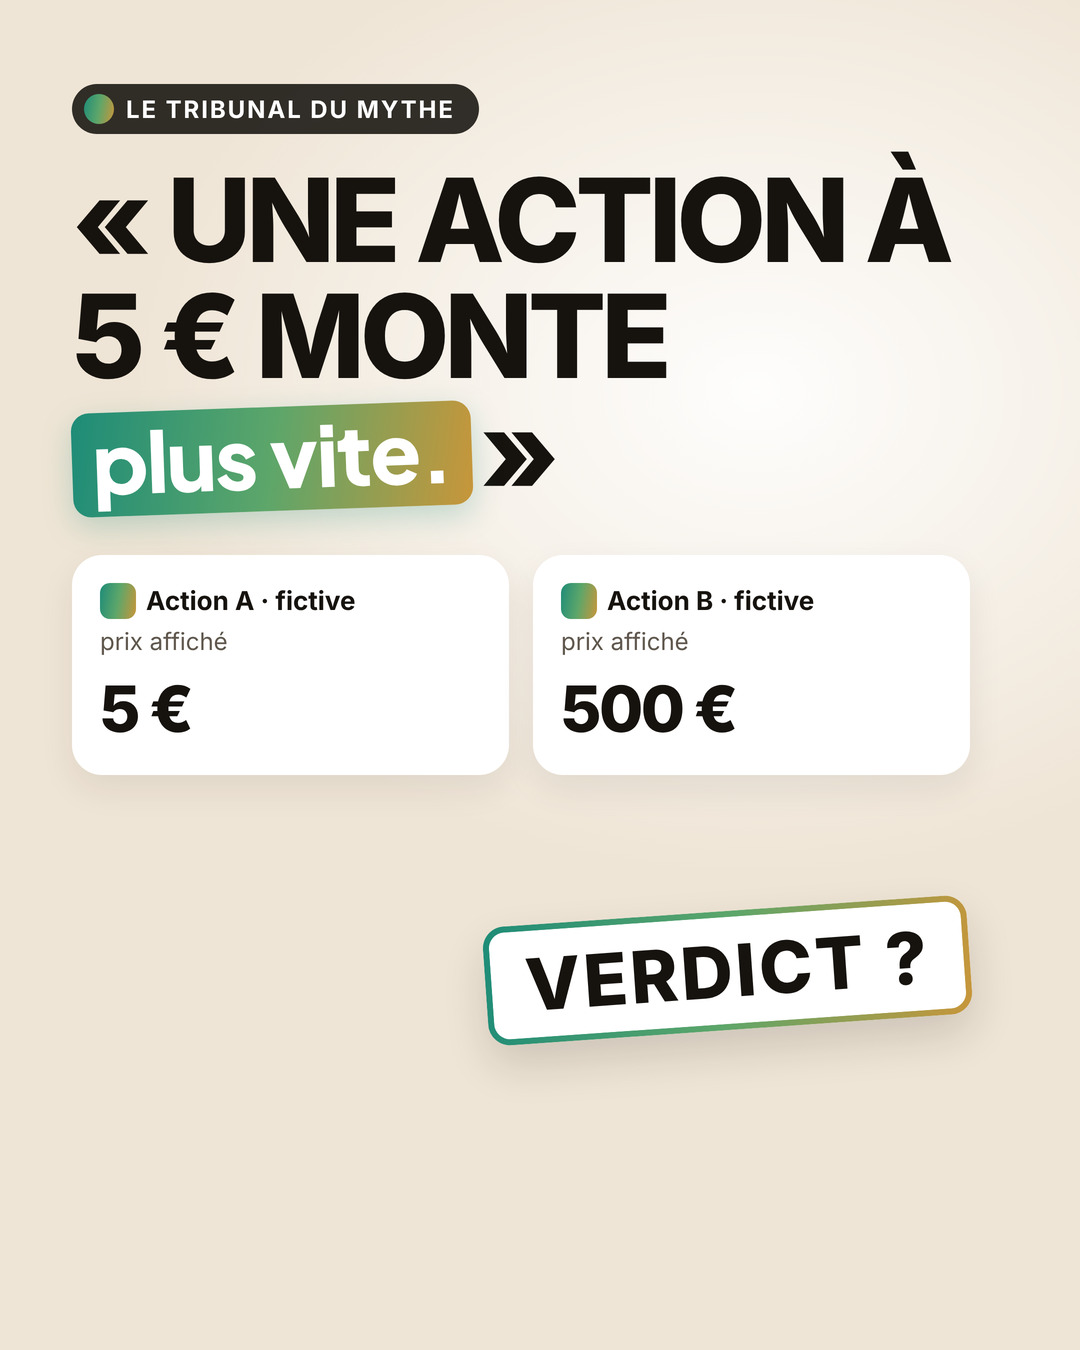 LE TRIBUNAL DU MYTHE
« UNE ACTION À
5 € MONTE
plus vite. »
Action A · fictive
prix affiché
5 €
Action B · fictive
prix affiché
500 €
VERDICT ?